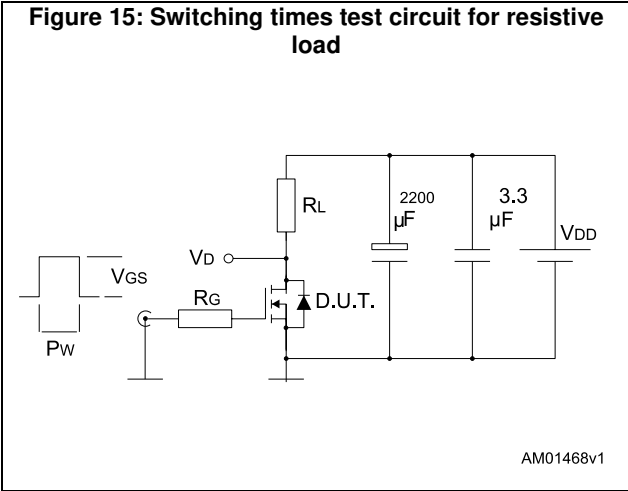 Figure 15: Switching times test circuit for resistive
load
2200
µF
3.3
µF
RL
VDD
VD
VGS
RG
D.U.T.
PW
AM01468v1